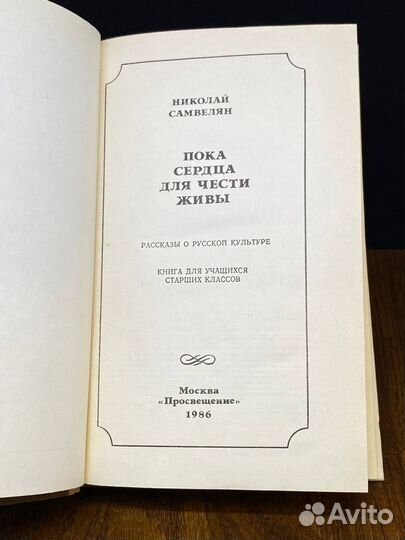 НИКОЛАЙ
САМВЕЛЯН
ПОКА
СЕРДЦА
ДЛЯ ЧЕСТИ
ЖИВЫ
РАССКАЗЫ О РУССКОЙ КУЛЬТУРЕ
КНИГА ДЛЯ УЧАЩИХСЯ
СТАРШИХ КЛАССОВ
Москва
«Просвещение»
1986
Avito